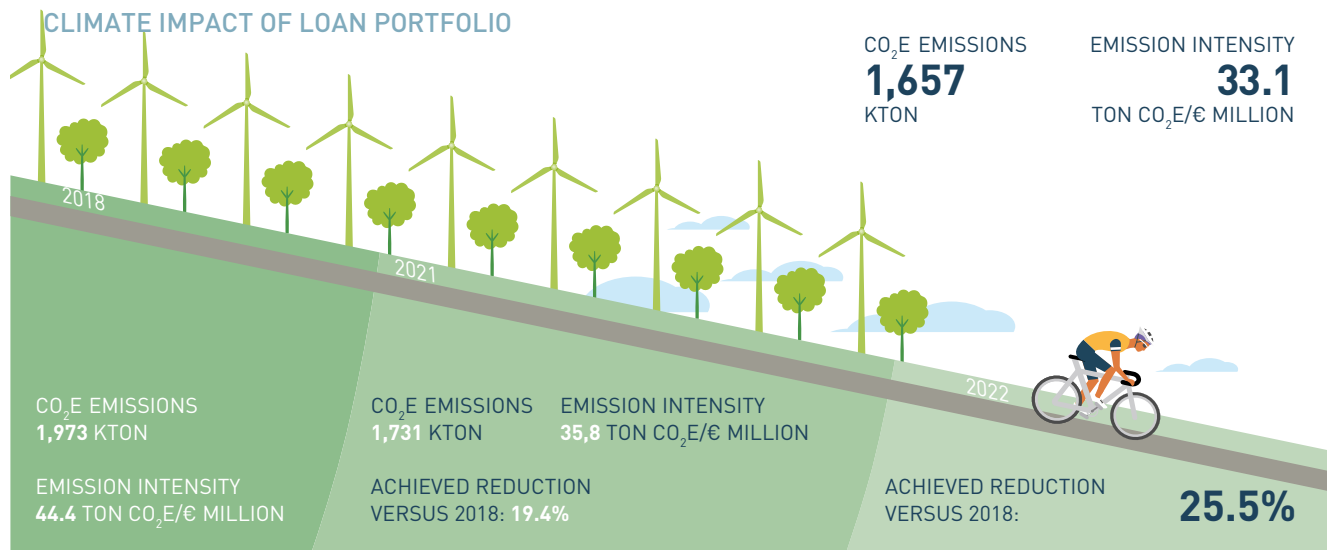 CLIMATE IMPACT OF LOAN PORTFOLIO
CO₂E EMISSIONS
1,657
KTON
EMISSION INTENSITY
33.1
TON CO₂E/€ MILLION
2018
2021
2022
CO₂E EMISSIONS
1,973 KTON
EMISSION INTENSITY
44.4 TON CO₂E/€ MILLION
CO₂E EMISSIONS
1,731 KTON
EMISSION INTENSITY
35,8 TON CO₂E/€ MILLION
ACHIEVED REDUCTION
VERSUS 2018: 19.4%
ACHIEVED REDUCTION
VERSUS 2018:
25.5%